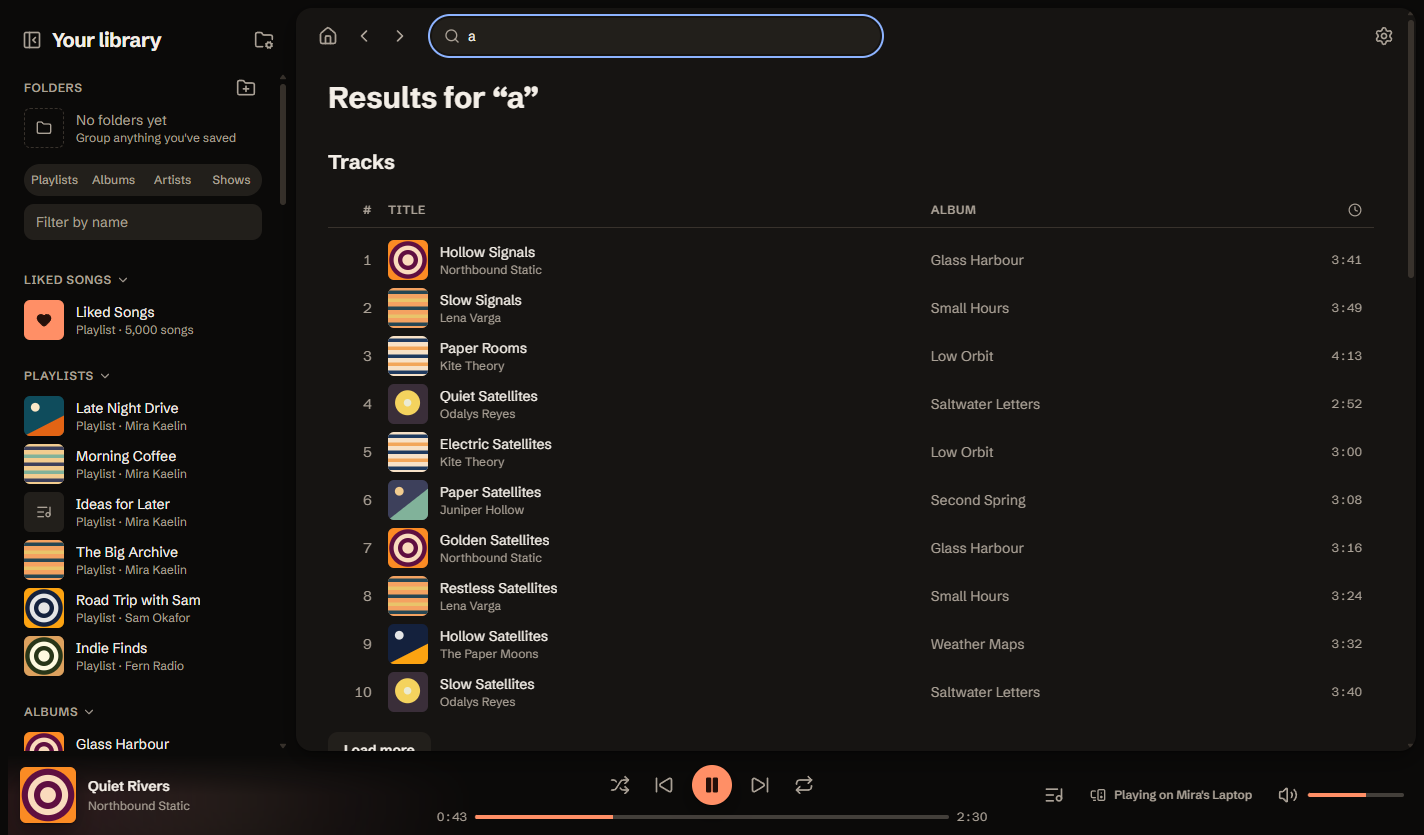 Your library
FOLDERS
No folders yet
Group anything you've saved
Playlists Albums Artists Shows
Filter by name
LIKED SONGS
Liked Songs
Playlist · 5,000 songs
PLAYLISTS
Late Night Drive
Playlist · Mira Kaelin
Morning Coffee
Playlist · Mira Kaelin
Ideas for Later
Playlist · Mira Kaelin
The Big Archive
Playlist · Mira Kaelin
Road Trip with Sam
Playlist · Sam Okafor
Indie Finds
Playlist · Fern Radio
ALBUMS
Glass Harbour
a
Results for “a”
Tracks
# TITLE ALBUM
1 Hollow Signals Glass Harbour 3:41
Northbound Static
2 Slow Signals Small Hours 3:49
Lena Varga
3 Paper Rooms Low Orbit 4:13
Kite Theory
4 Quiet Satellites Saltwater Letters 2:52
Odalys Reyes
5 Electric Satellites Low Orbit 3:00
Kite Theory
6 Paper Satellites Second Spring 3:08
Juniper Hollow
7 Golden Satellites Glass Harbour 3:16
Northbound Static
8 Restless Satellites Small Hours 3:24
Lena Varga
9 Hollow Satellites Weather Maps 3:32
The Paper Moons
10 Slow Satellites Saltwater Letters 3:40
Odalys Reyes
Load more
Quiet Rivers
Northbound Static
0:43 2:30
Playing on Mira's Laptop